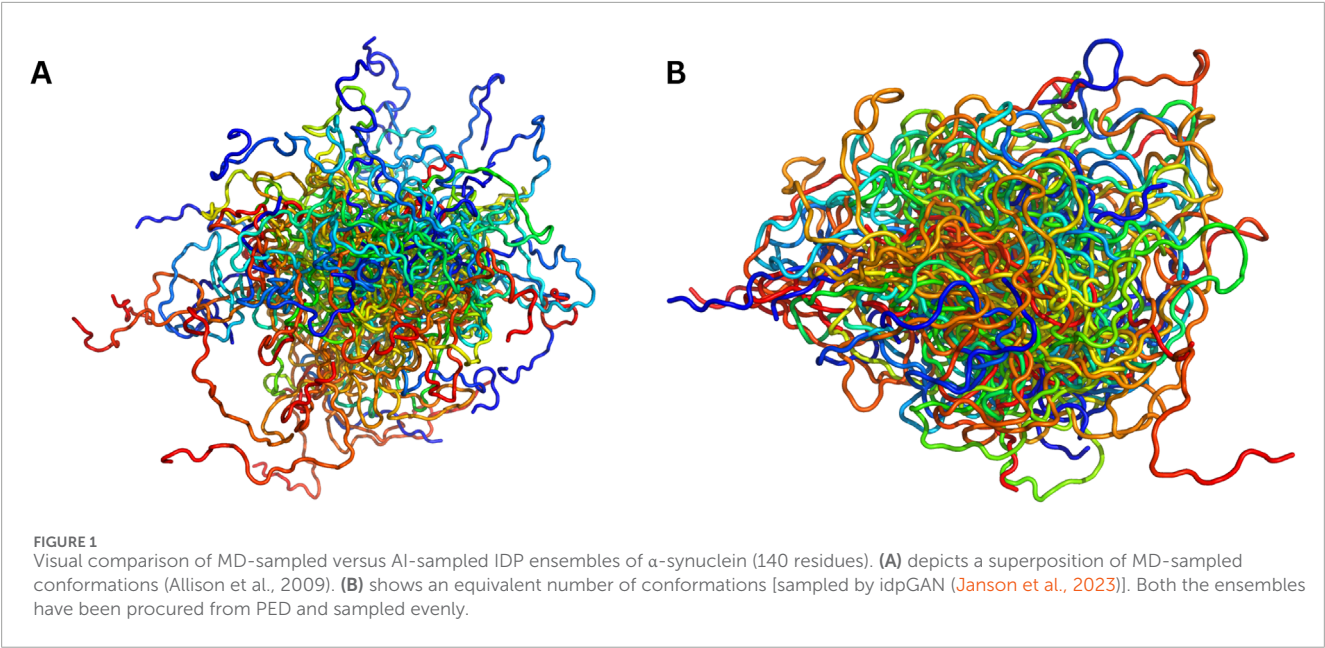 A
B
FIGURE 1
Visual comparison of MD-sampled versus AI-sampled IDP ensembles of α-synuclein (140 residues). (A) depicts a superposition of MD-sampled
conformations (Allison et al., 2009). (B) shows an equivalent number of conformations [sampled by idpGAN (Janson et al., 2023)]. Both the ensembles
have been procured from PED and sampled evenly.